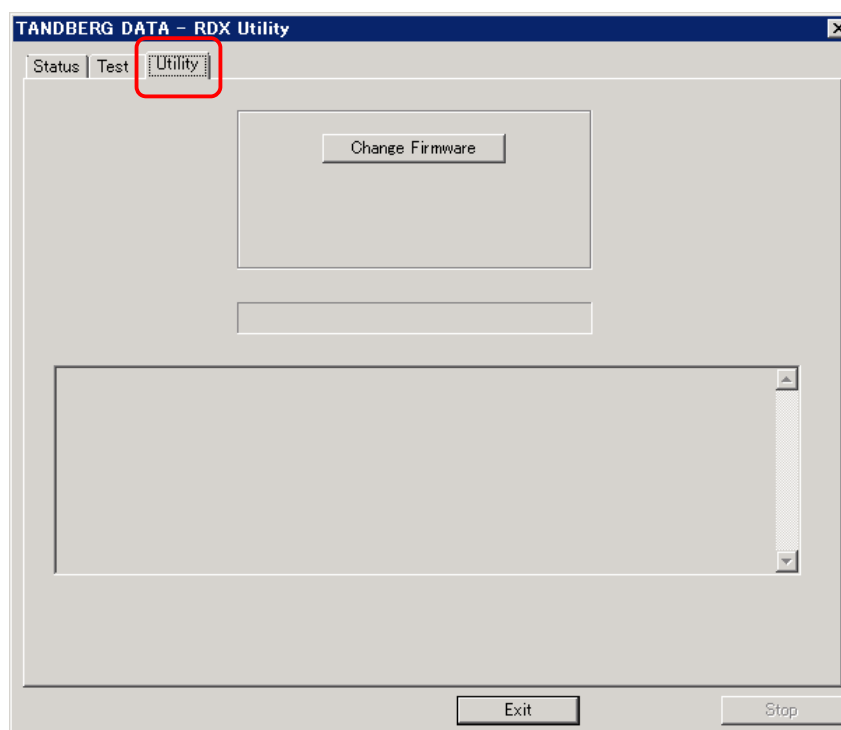 TANDBERG DATA - RDX Utility
Status Test Utility
Change Firmware
Exit Stop